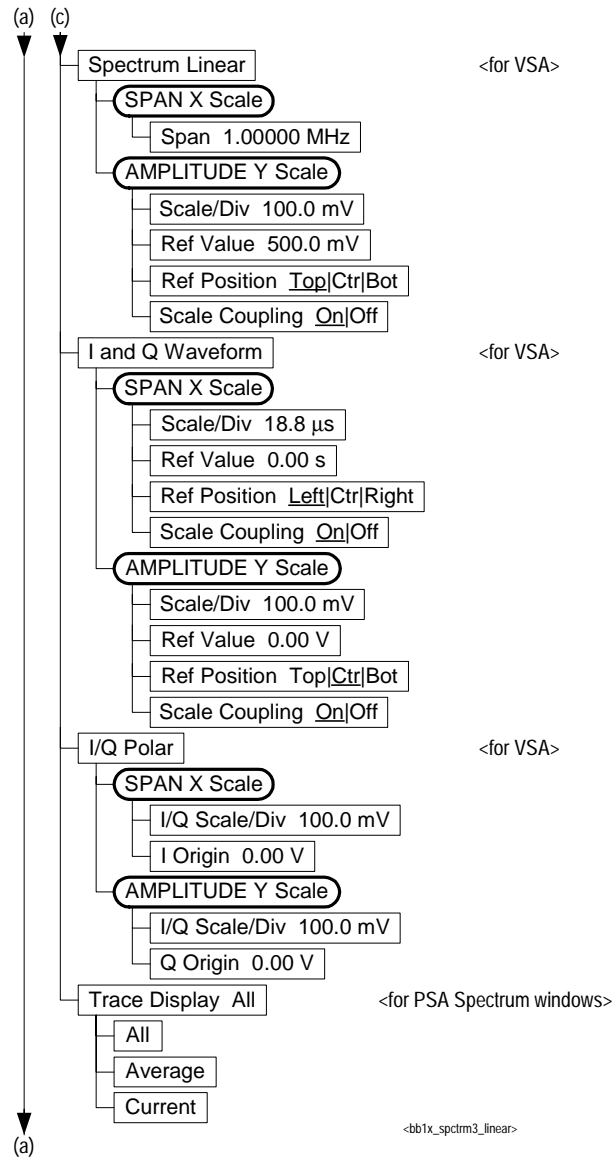 (a) (c)
Spectrum Linear <for VSA>
SPAN X Scale
Span 1.00000 MHz
AMPLITUDE Y Scale
Scale/Div 100.0 mV
Ref Value 500.0 mV
Ref Position Top|Ctr|Bot
Scale Coupling On|Off
I and Q Waveform <for VSA>
SPAN X Scale
Scale/Div 18.8 μs
Ref Value 0.00 s
Ref Position Left|Ctr|Right
Scale Coupling On|Off
AMPLITUDE Y Scale
Scale/Div 100.0 mV
Ref Value 0.00 V
Ref Position Top|Ctr|Bot
Scale Coupling On|Off
I/Q Polar <for VSA>
SPAN X Scale
I/Q Scale/Div 100.0 mV
I Origin 0.00 V
AMPLITUDE Y Scale
I/Q Scale/Div 100.0 mV
Q Origin 0.00 V
Trace Display All <for PSA Spectrum windows>
All
Average
Current
<bb1x_spctrm3_linear>
(a)